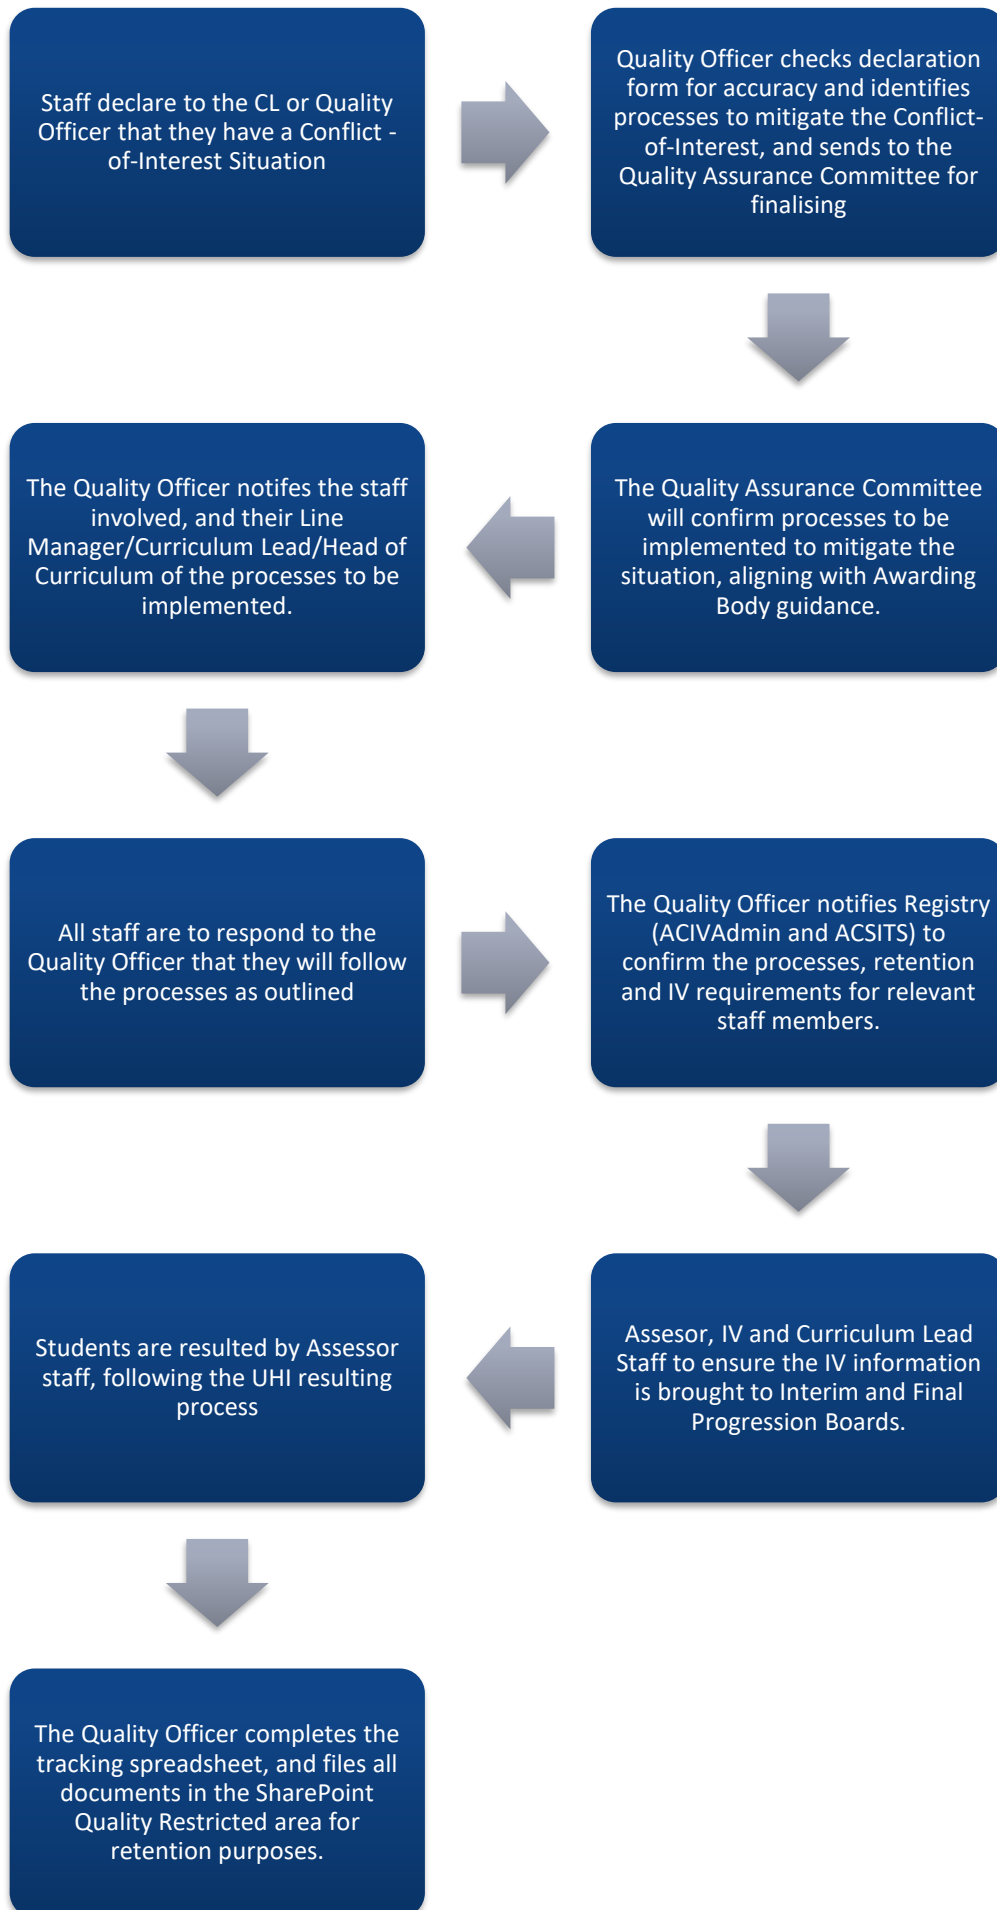 Staff declare to the CL or Quality
Officer that they have a Conflict -
of-Interest Situation
Quality Officer checks declaration
form for accuracy and identifies
processes to mitigate the Conflict-
of-Interest, and sends to the
Quality Assurance Committee for
finalising
The Quality Assurance Committee
will confirm processes to be
implemented to mitigate the
situation, aligning with Awarding
Body guidance.
The Quality Officer notifes the staff
involved, and their Line
Manager/Curriculum Lead/Head of
Curriculum of the processes to be
implemented.
All staff are to respond to the
Quality Officer that they will follow
the processes as outlined
The Quality Officer notifies Registry
(ACIVAdmin and ACSITS) to
confirm the processes, retention
and IV requirements for relevant
staff members.
Assesor, IV and Curriculum Lead
Staff to ensure the IV information
is brought to Interim and Final
Progression Boards.
Students are resulted by Assessor
staff, following the UHI resulting
process
The Quality Officer completes the
tracking spreadsheet, and files all
documents in the SharePoint
Quality Restricted area for
retention purposes.